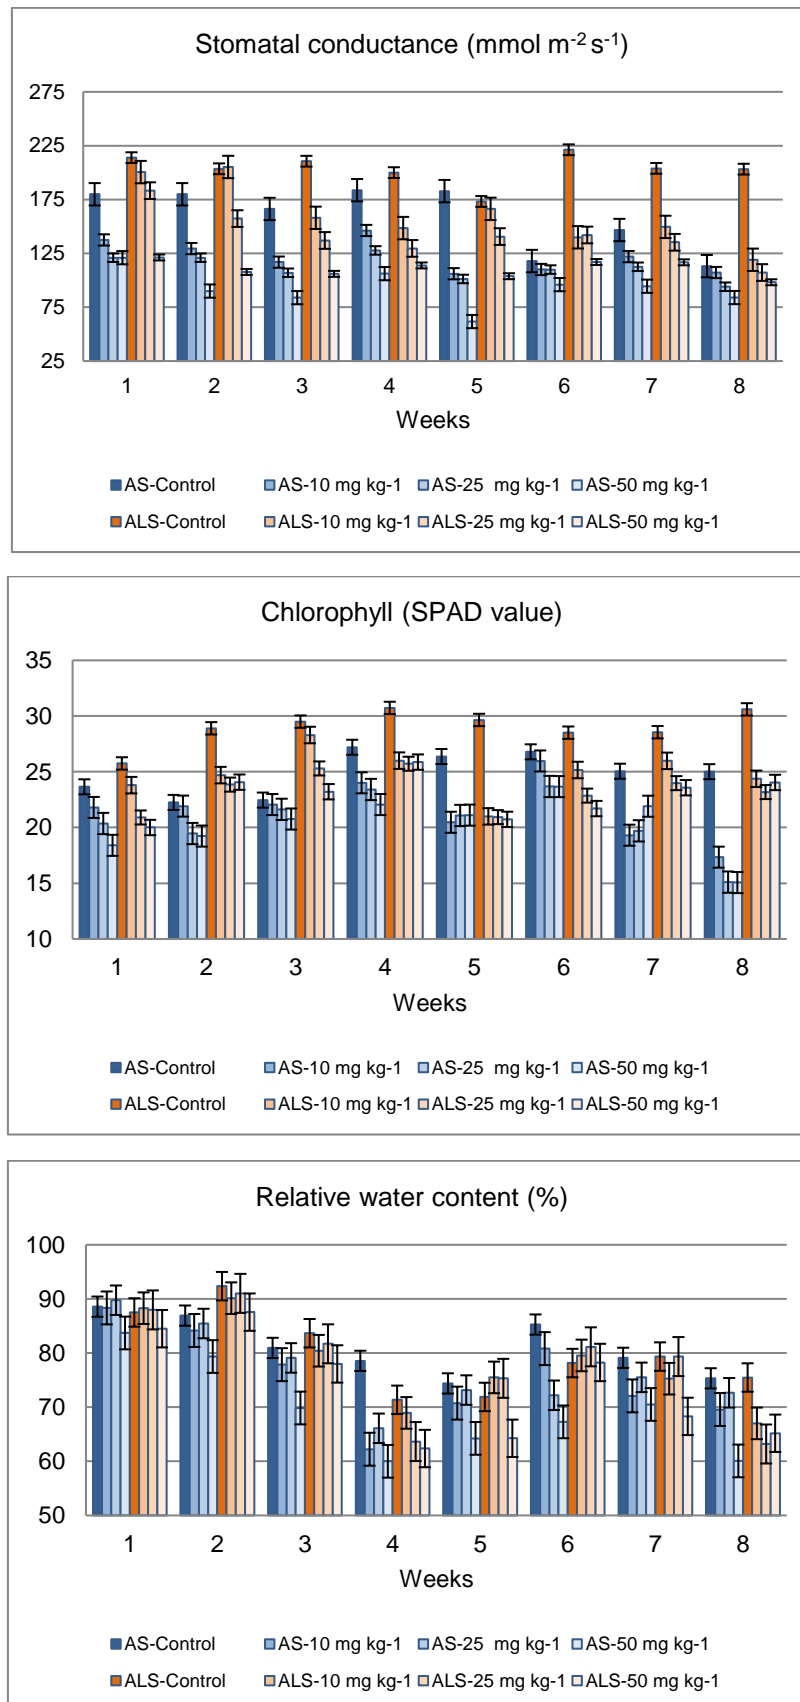 Stomatal conductance (mmol m⁻² s⁻¹)
275
225
175
125
75
25
1 2 3 4 5 6 7 8
Weeks
AS-Control AS-10 mg kg-1 AS-25 mg kg-1 AS-50 mg kg-1
ALS-Control ALS-10 mg kg-1 ALS-25 mg kg-1 ALS-50 mg kg-1
Chlorophyll (SPAD value)
35
30
25
20
15
10
1 2 3 4 5 6 7 8
Weeks
AS-Control AS-10 mg kg-1 AS-25 mg kg-1 AS-50 mg kg-1
ALS-Control ALS-10 mg kg-1 ALS-25 mg kg-1 ALS-50 mg kg-1
Relative water content (%)
100
90
80
70
60
50
1 2 3 4 5 6 7 8
Weeks
AS-Control AS-10 mg kg-1 AS-25 mg kg-1 AS-50 mg kg-1
ALS-Control ALS-10 mg kg-1 ALS-25 mg kg-1 ALS-50 mg kg-1